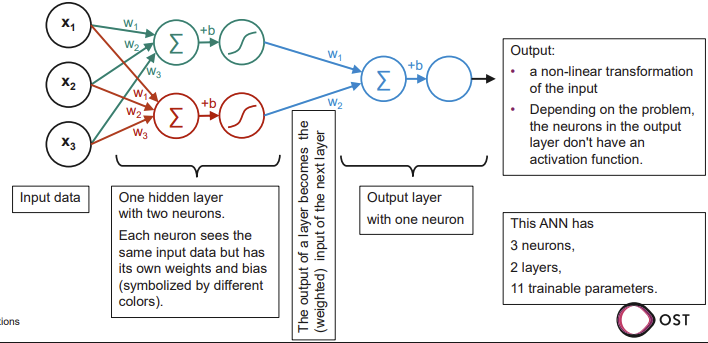 x1
x2
x3
w1
w2
w3
w1
w2
w3
Σ
+b
Σ
+b
w1
w2
Σ
+b
Input data
One hidden layer
with two neurons.
Each neuron sees the
same input data but has
its own weights and bias
(symbolized by different
colors).
The output of a layer becomes the
(weighted) input of the next layer
Output layer
with one neuron
Output:
• a non-linear transformation
of the input
• Depending on the problem,
the neurons in the output
layer don't have an
activation function.
This ANN has
3 neurons,
2 layers,
11 trainable parameters.
OST
ions